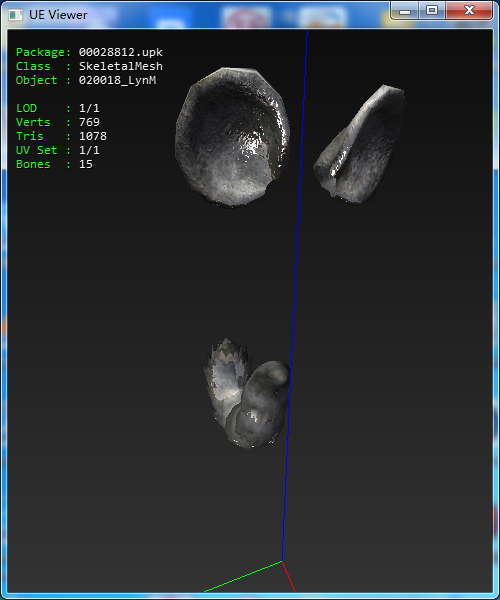 UE Viewer
Package: 00028812.upk
Class : SkeletalMesh
Object : 020018_LynM
LOD : 1/1
Verts : 769
Tris : 1078
UV Set : 1/1
Bones : 15